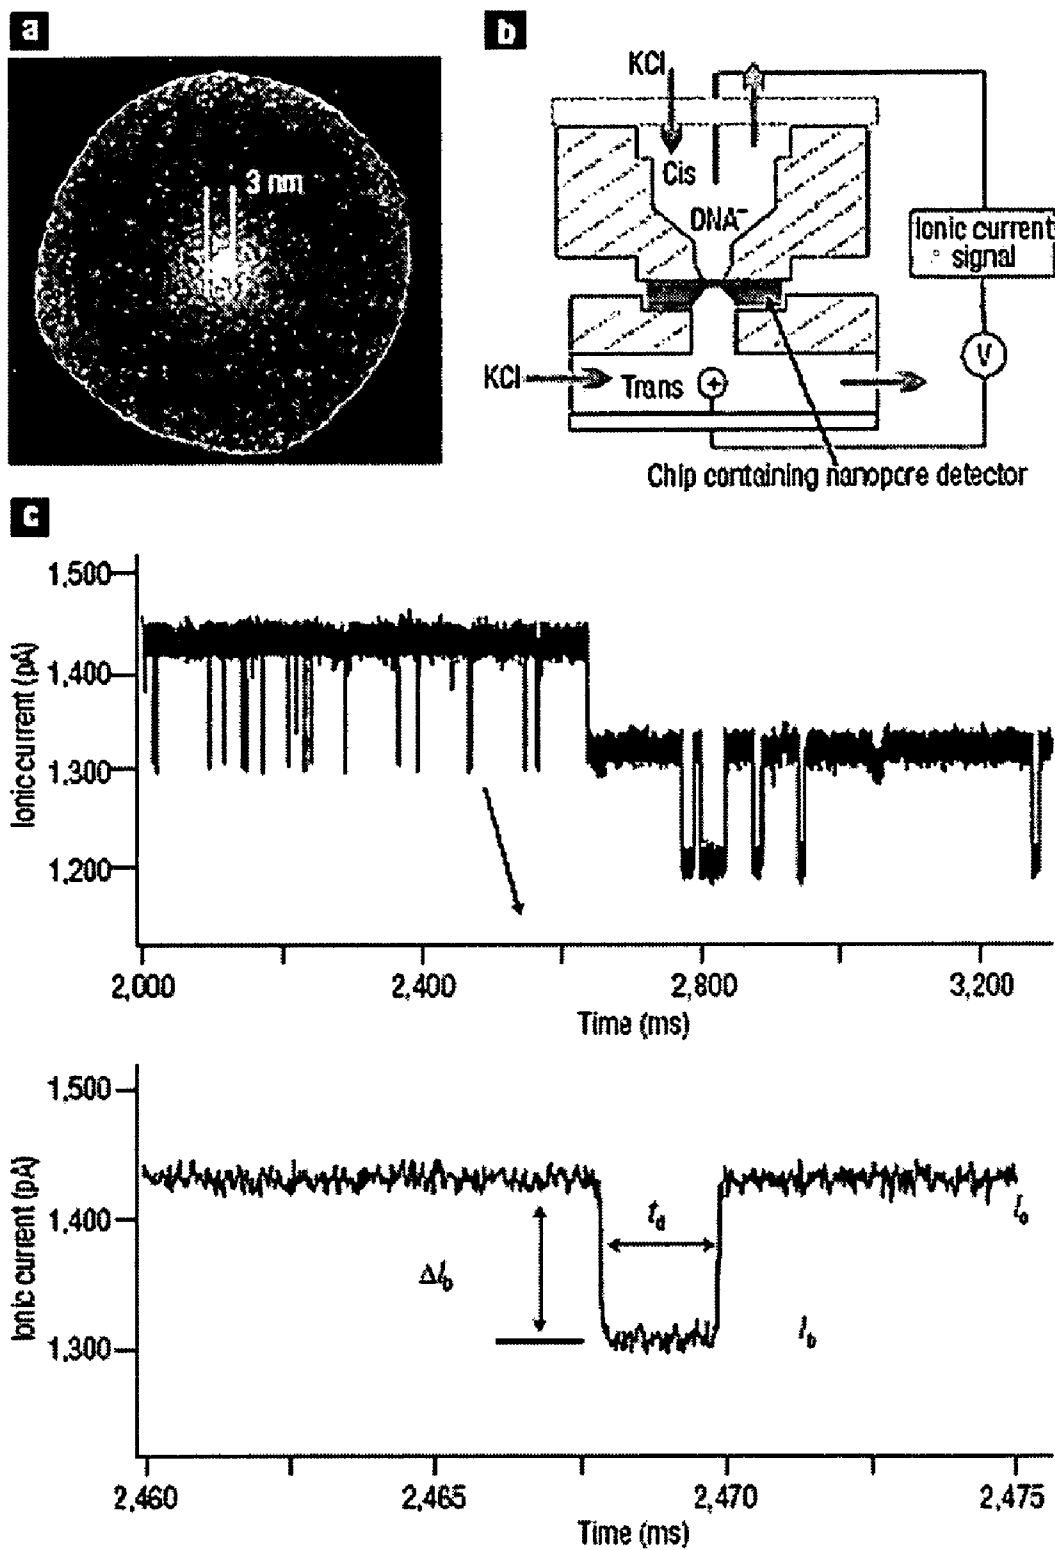 a
3 nm
b
KCl
Cis
DNA⁻
Ionic current
signal
V
KCl
Trans
+
Chip containing nanopore detector
c
1,500
1,400
1,300
1,200
Ionic current (pA)
2,000
2,400
2,800
3,200
Time (ms)
1,500
1,400
1,300
Ionic current (pA)
ΔI_b
t_d
I_o
I_b
2,460
2,465
2,470
2,475
Time (ms)